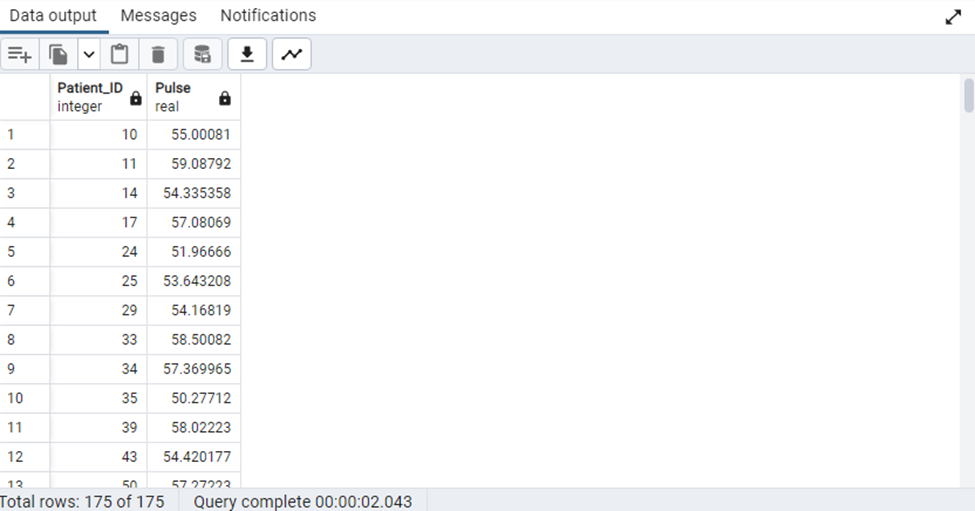 Data output Messages Notifications
Patient_ID Pulse
integer real
1 10 55.00081
2 11 59.08792
3 14 54.335358
4 17 57.08069
5 24 51.96666
6 25 53.643208
7 29 54.16819
8 33 58.50082
9 34 57.369965
10 35 50.27712
11 39 58.02223
12 43 54.420177
13 50 57.27223
Total rows: 175 of 175 Query complete 00:00:02.043